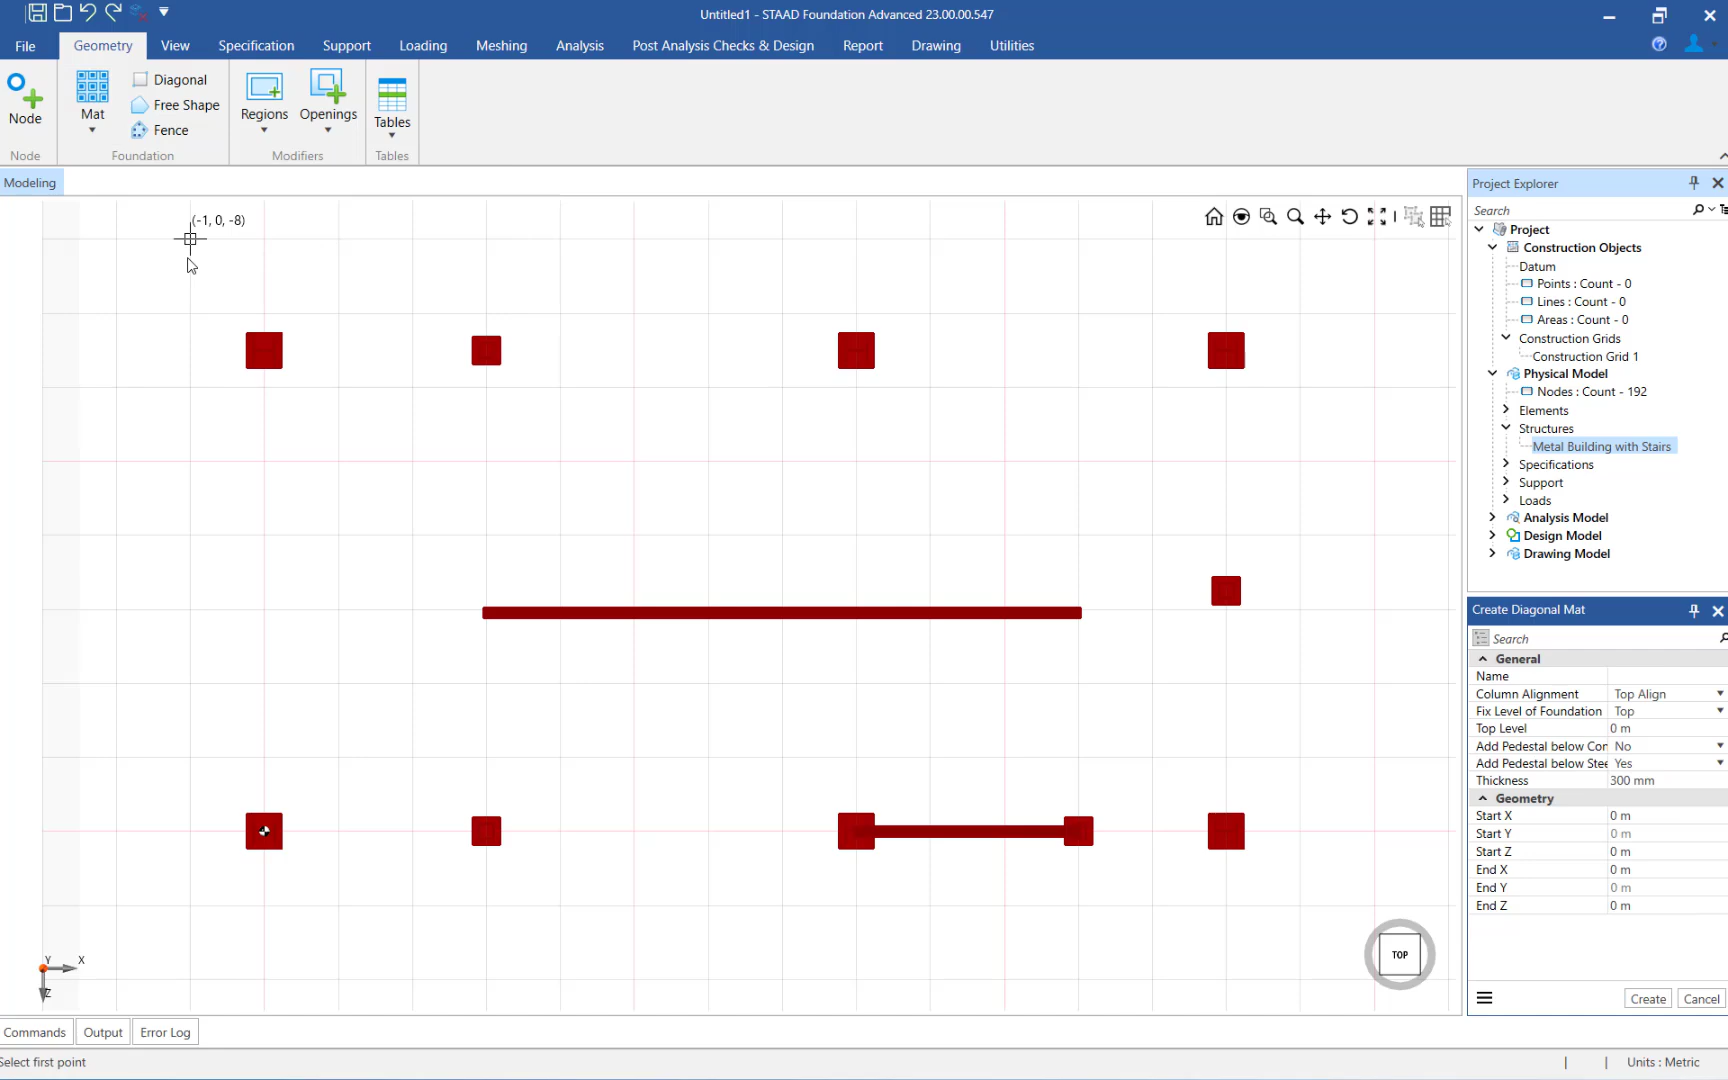 Untitled1 - STAAD Foundation Advanced 23.00.00.547
File Geometry View Specification Support Loading Meshing Analysis Post Analysis Checks & Design Report Drawing Utilities
Node
Mat
Diagonal
Free Shape
Fence
Regions
Openings
Tables
Node Foundation Modifiers Tables
Modeling
(-1, 0, -8)
Y
X
Z
TOP
Project Explorer
Search
Project
Construction Objects
Datum
Points : Count - 0
Lines : Count - 0
Areas : Count - 0
Construction Grids
Construction Grid 1
Physical Model
Nodes : Count - 192
Elements
Structures
Metal Building with Stairs
Specifications
Support
Loads
Analysis Model
Design Model
Drawing Model
Create Diagonal Mat
Search
General
Name
Column Alignment Top Align
Fix Level of Foundation Top
Top Level 0 m
Add Pedestal below Con No
Add Pedestal below Stee Yes
Thickness 300 mm
Geometry
Start X 0 m
Start Y 0 m
Start Z 0 m
End X 0 m
End Y 0 m
End Z 0 m
Create Cancel
Commands Output Error Log
Select first point
Units : Metric